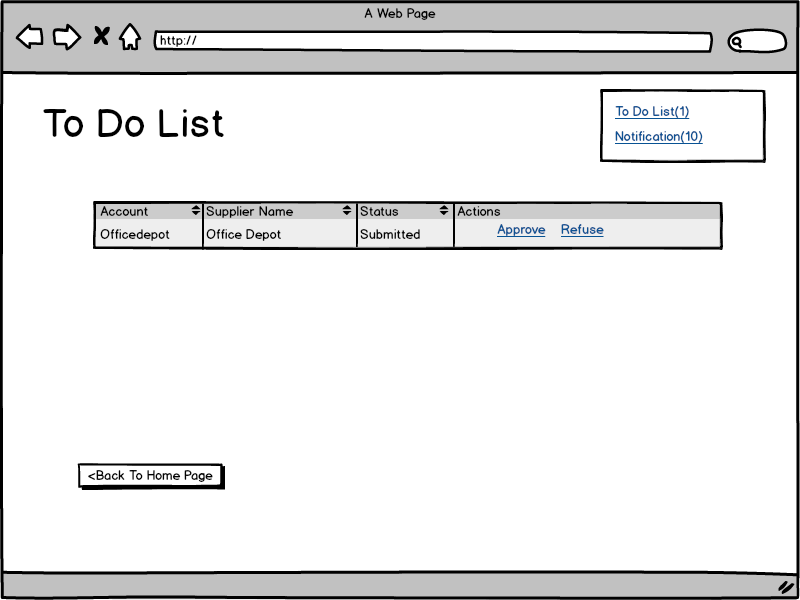 A Web Page
http://
To Do List
To Do List(1)
Notification(10)
Account Supplier Name Status Actions
Officedepot Office Depot Submitted Approve Refuse
<Back To Home Page